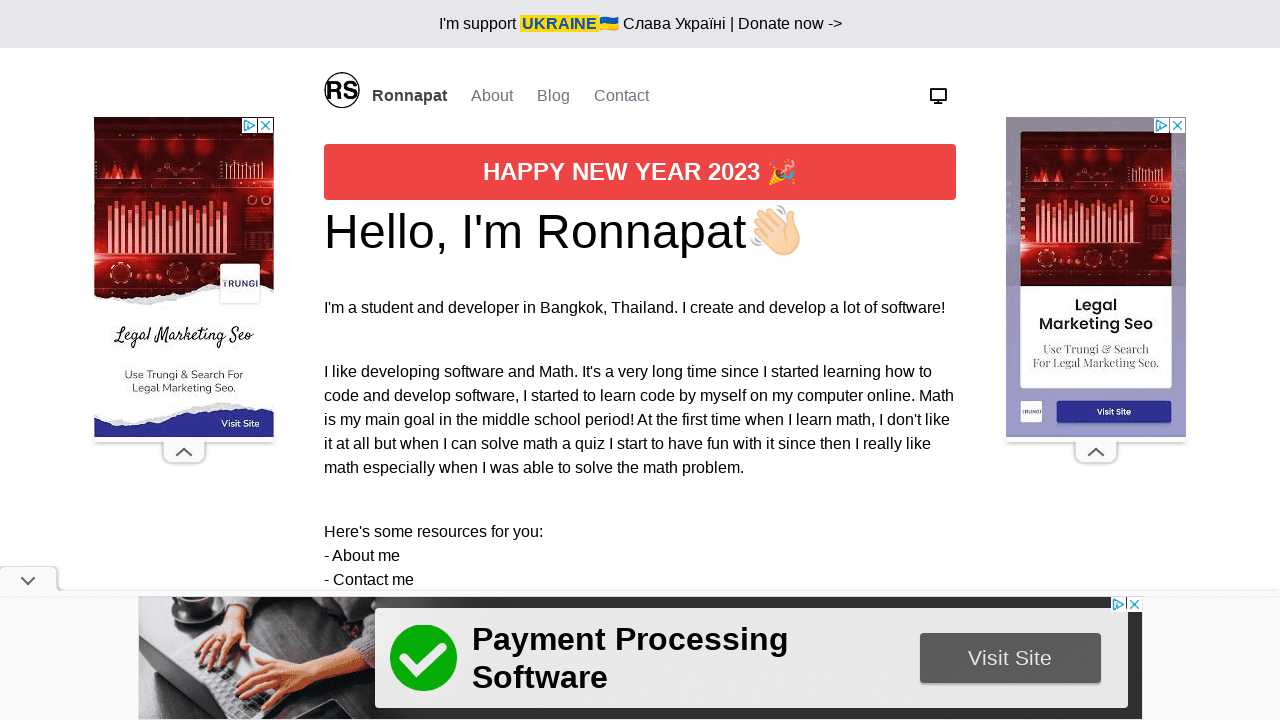 I'm support UKRAINE 🇺🇦 Слава Україні | Donate now ->
RS Ronnapat About Blog Contact
HAPPY NEW YEAR 2023 🎉
Hello, I'm Ronnapat👋🏻
I'm a student and developer in Bangkok, Thailand. I create and develop a lot of software!
I like developing software and Math. It's a very long time since I started learning how to
code and develop software, I started to learn code by myself on my computer online. Math
is my main goal in the middle school period! At the first time when I learn math, I don't like
it at all but when I can solve math a quiz I start to have fun with it since then I really like
math especially when I was able to solve the math problem.
Here's some resources for you:
- About me
- Contact me
TRUNGI
Legal Marketing Seo
Use Trungi & Search For
Legal Marketing Seo.
Visit Site
Legal
Marketing Seo
Use Trungi & Search
For Legal Marketing Seo.
TRUNGI
Visit Site
Payment Processing
Software
Visit Site